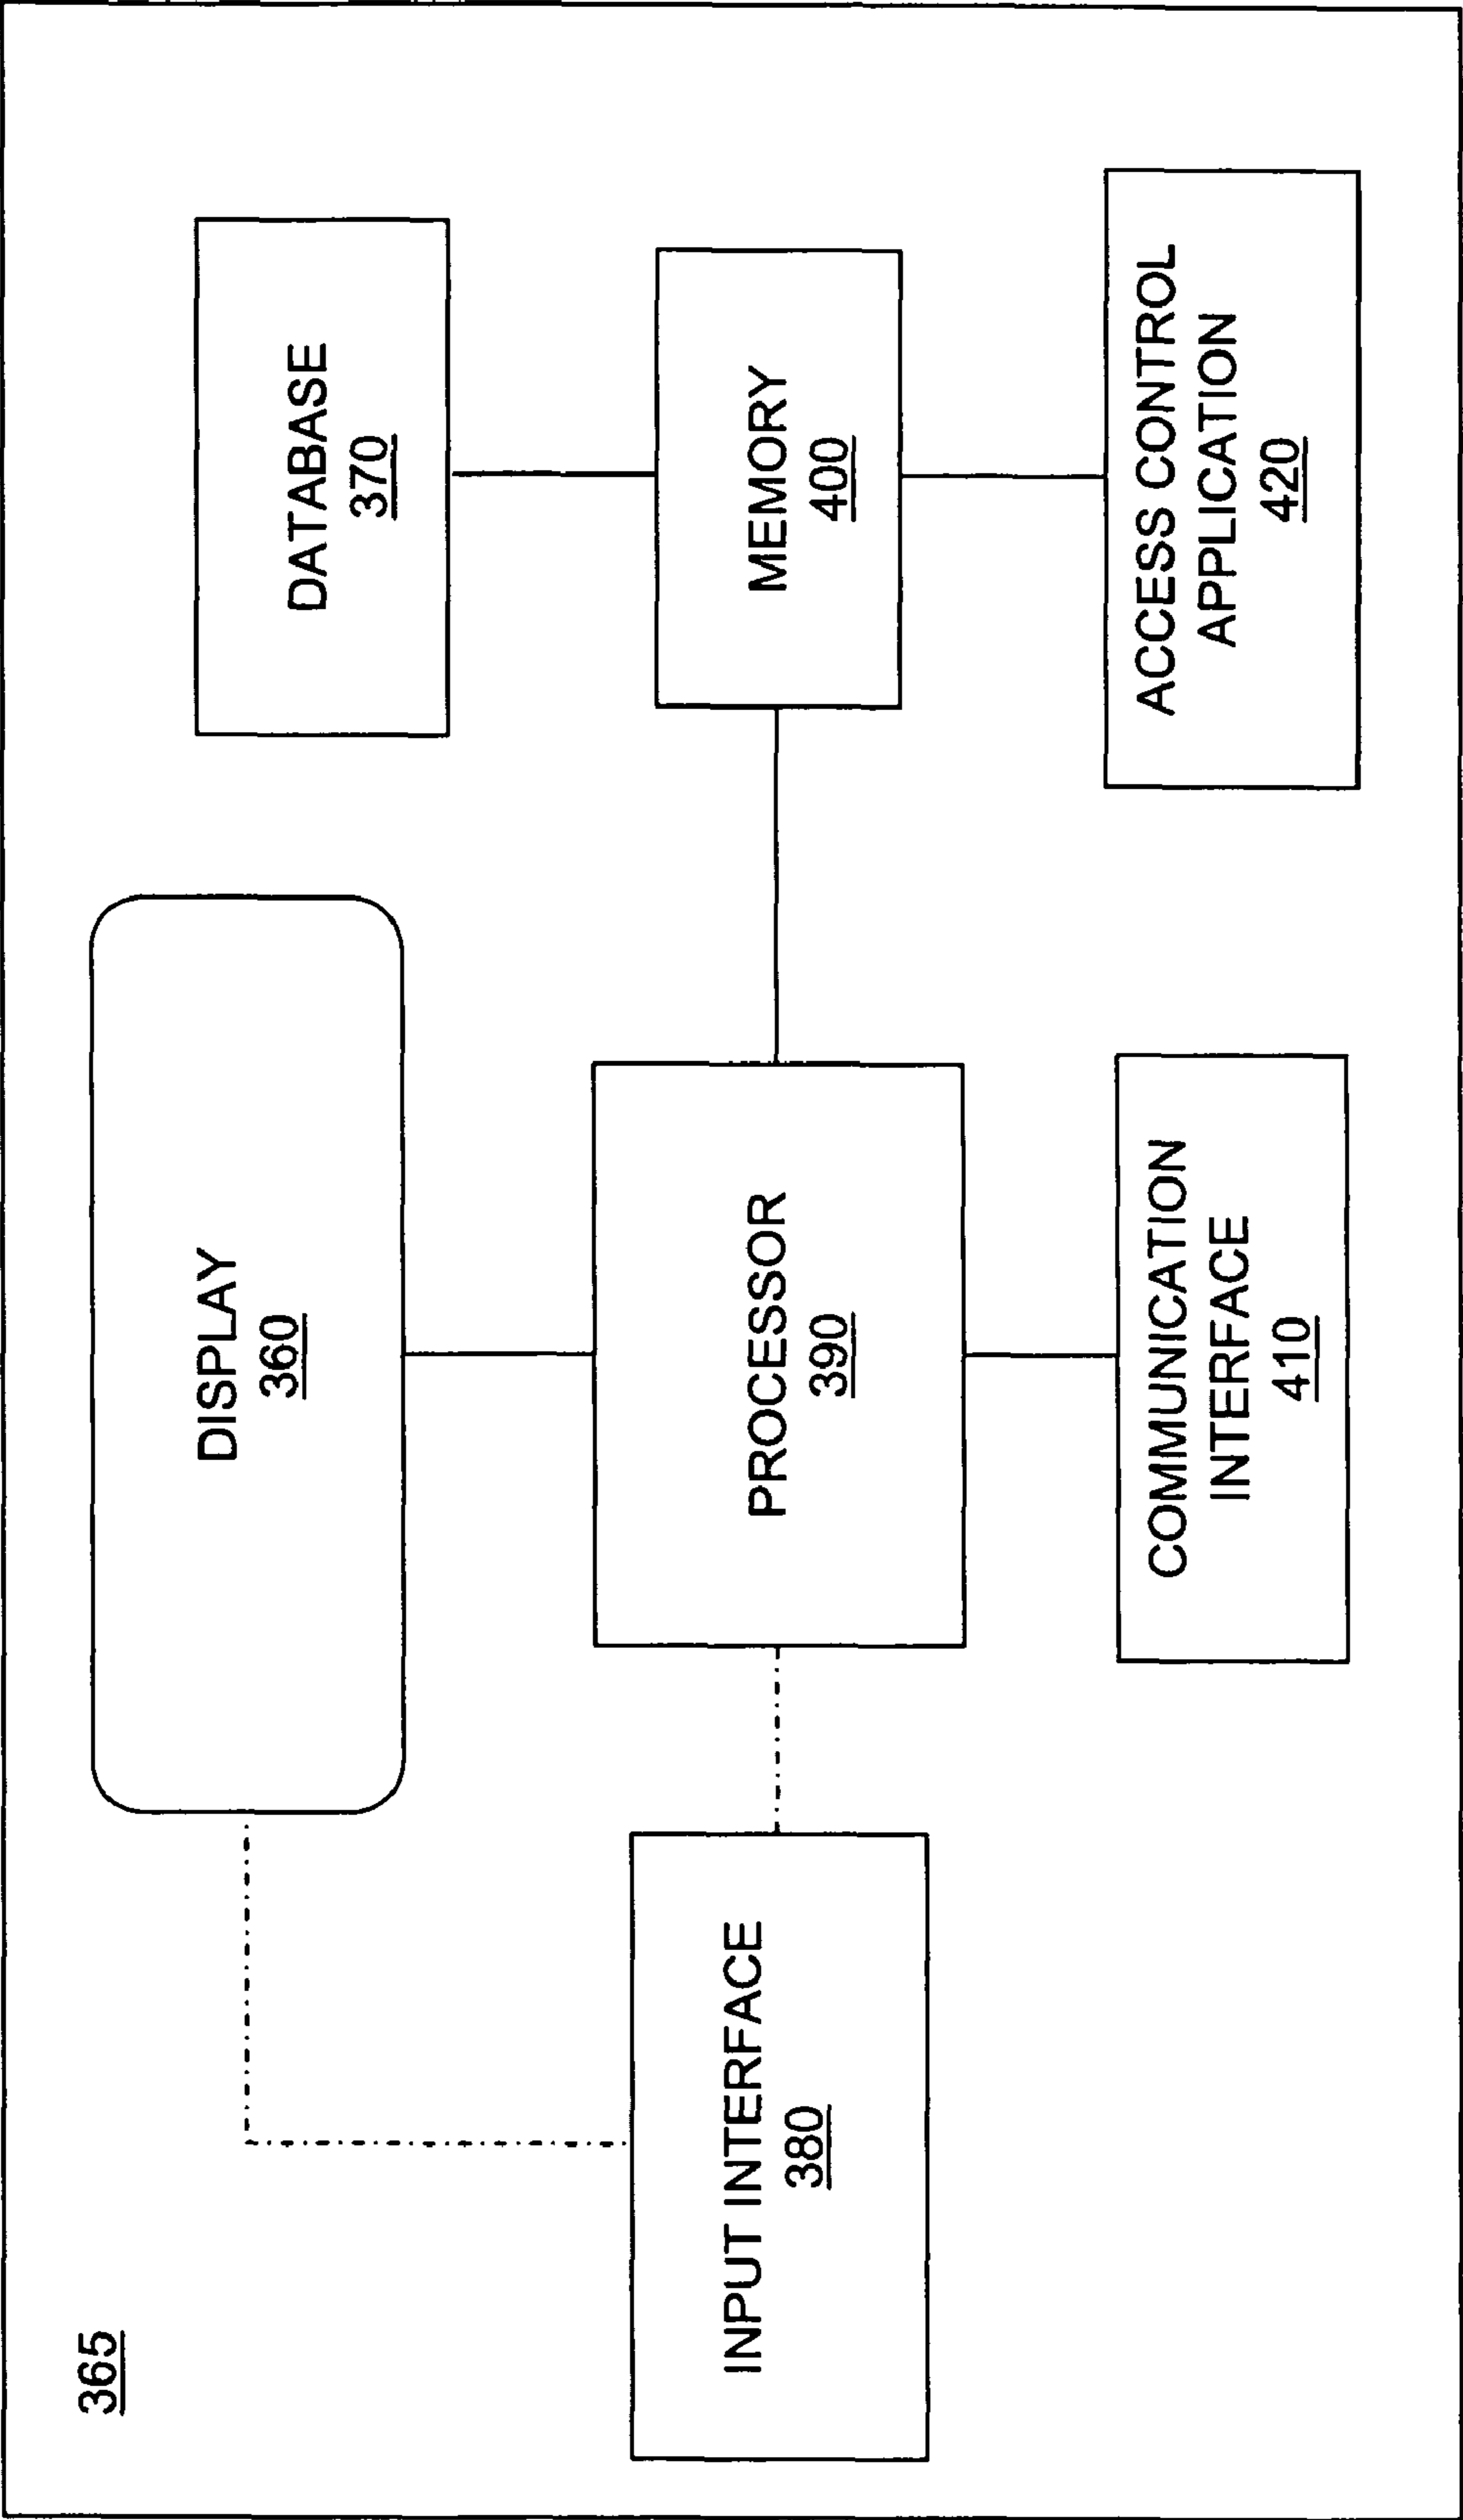 365
DISPLAY
360
DATABASE
370
INPUT INTERFACE
380
PROCESSOR
390
MEMORY
400
COMMUNICATION
INTERFACE
410
ACCESS CONTROL
APPLICATION
420